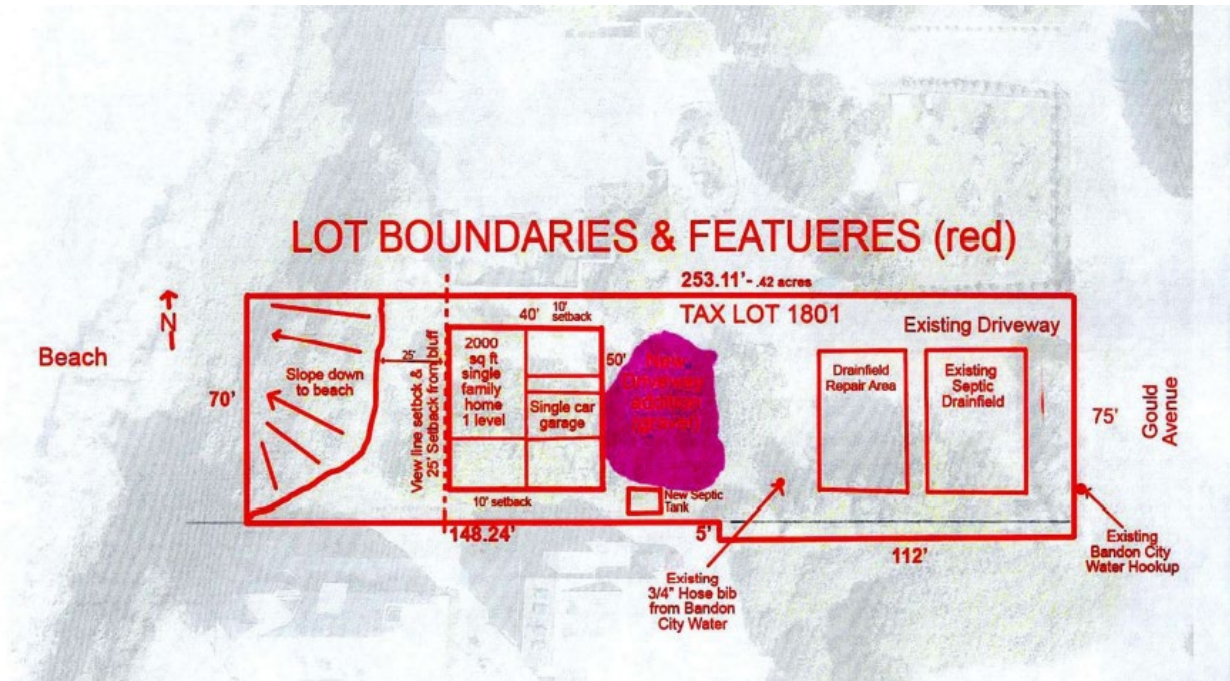 LOT BOUNDARIES & FEATUERES (red)
253.11'- .42 acres
N
40'
10'
setback
TAX LOT 1801
Existing Driveway
Beach
Slope down
to beach
25'
View line setbck &
25' Setback from bluff
2000
sq ft
single
family
home
1 level
50'
New
Driveway
addition
(gravel)
Single car
garage
Drainfield
Repair Area
Existing
Septic
Drainfield
70'
75'
Gould
Avenue
10' setback
New Septic
Tank
148.24'
5'
112'
Existing
3/4" Hose bib
from Bandon
City Water
Existing
Bandon City
Water Hookup